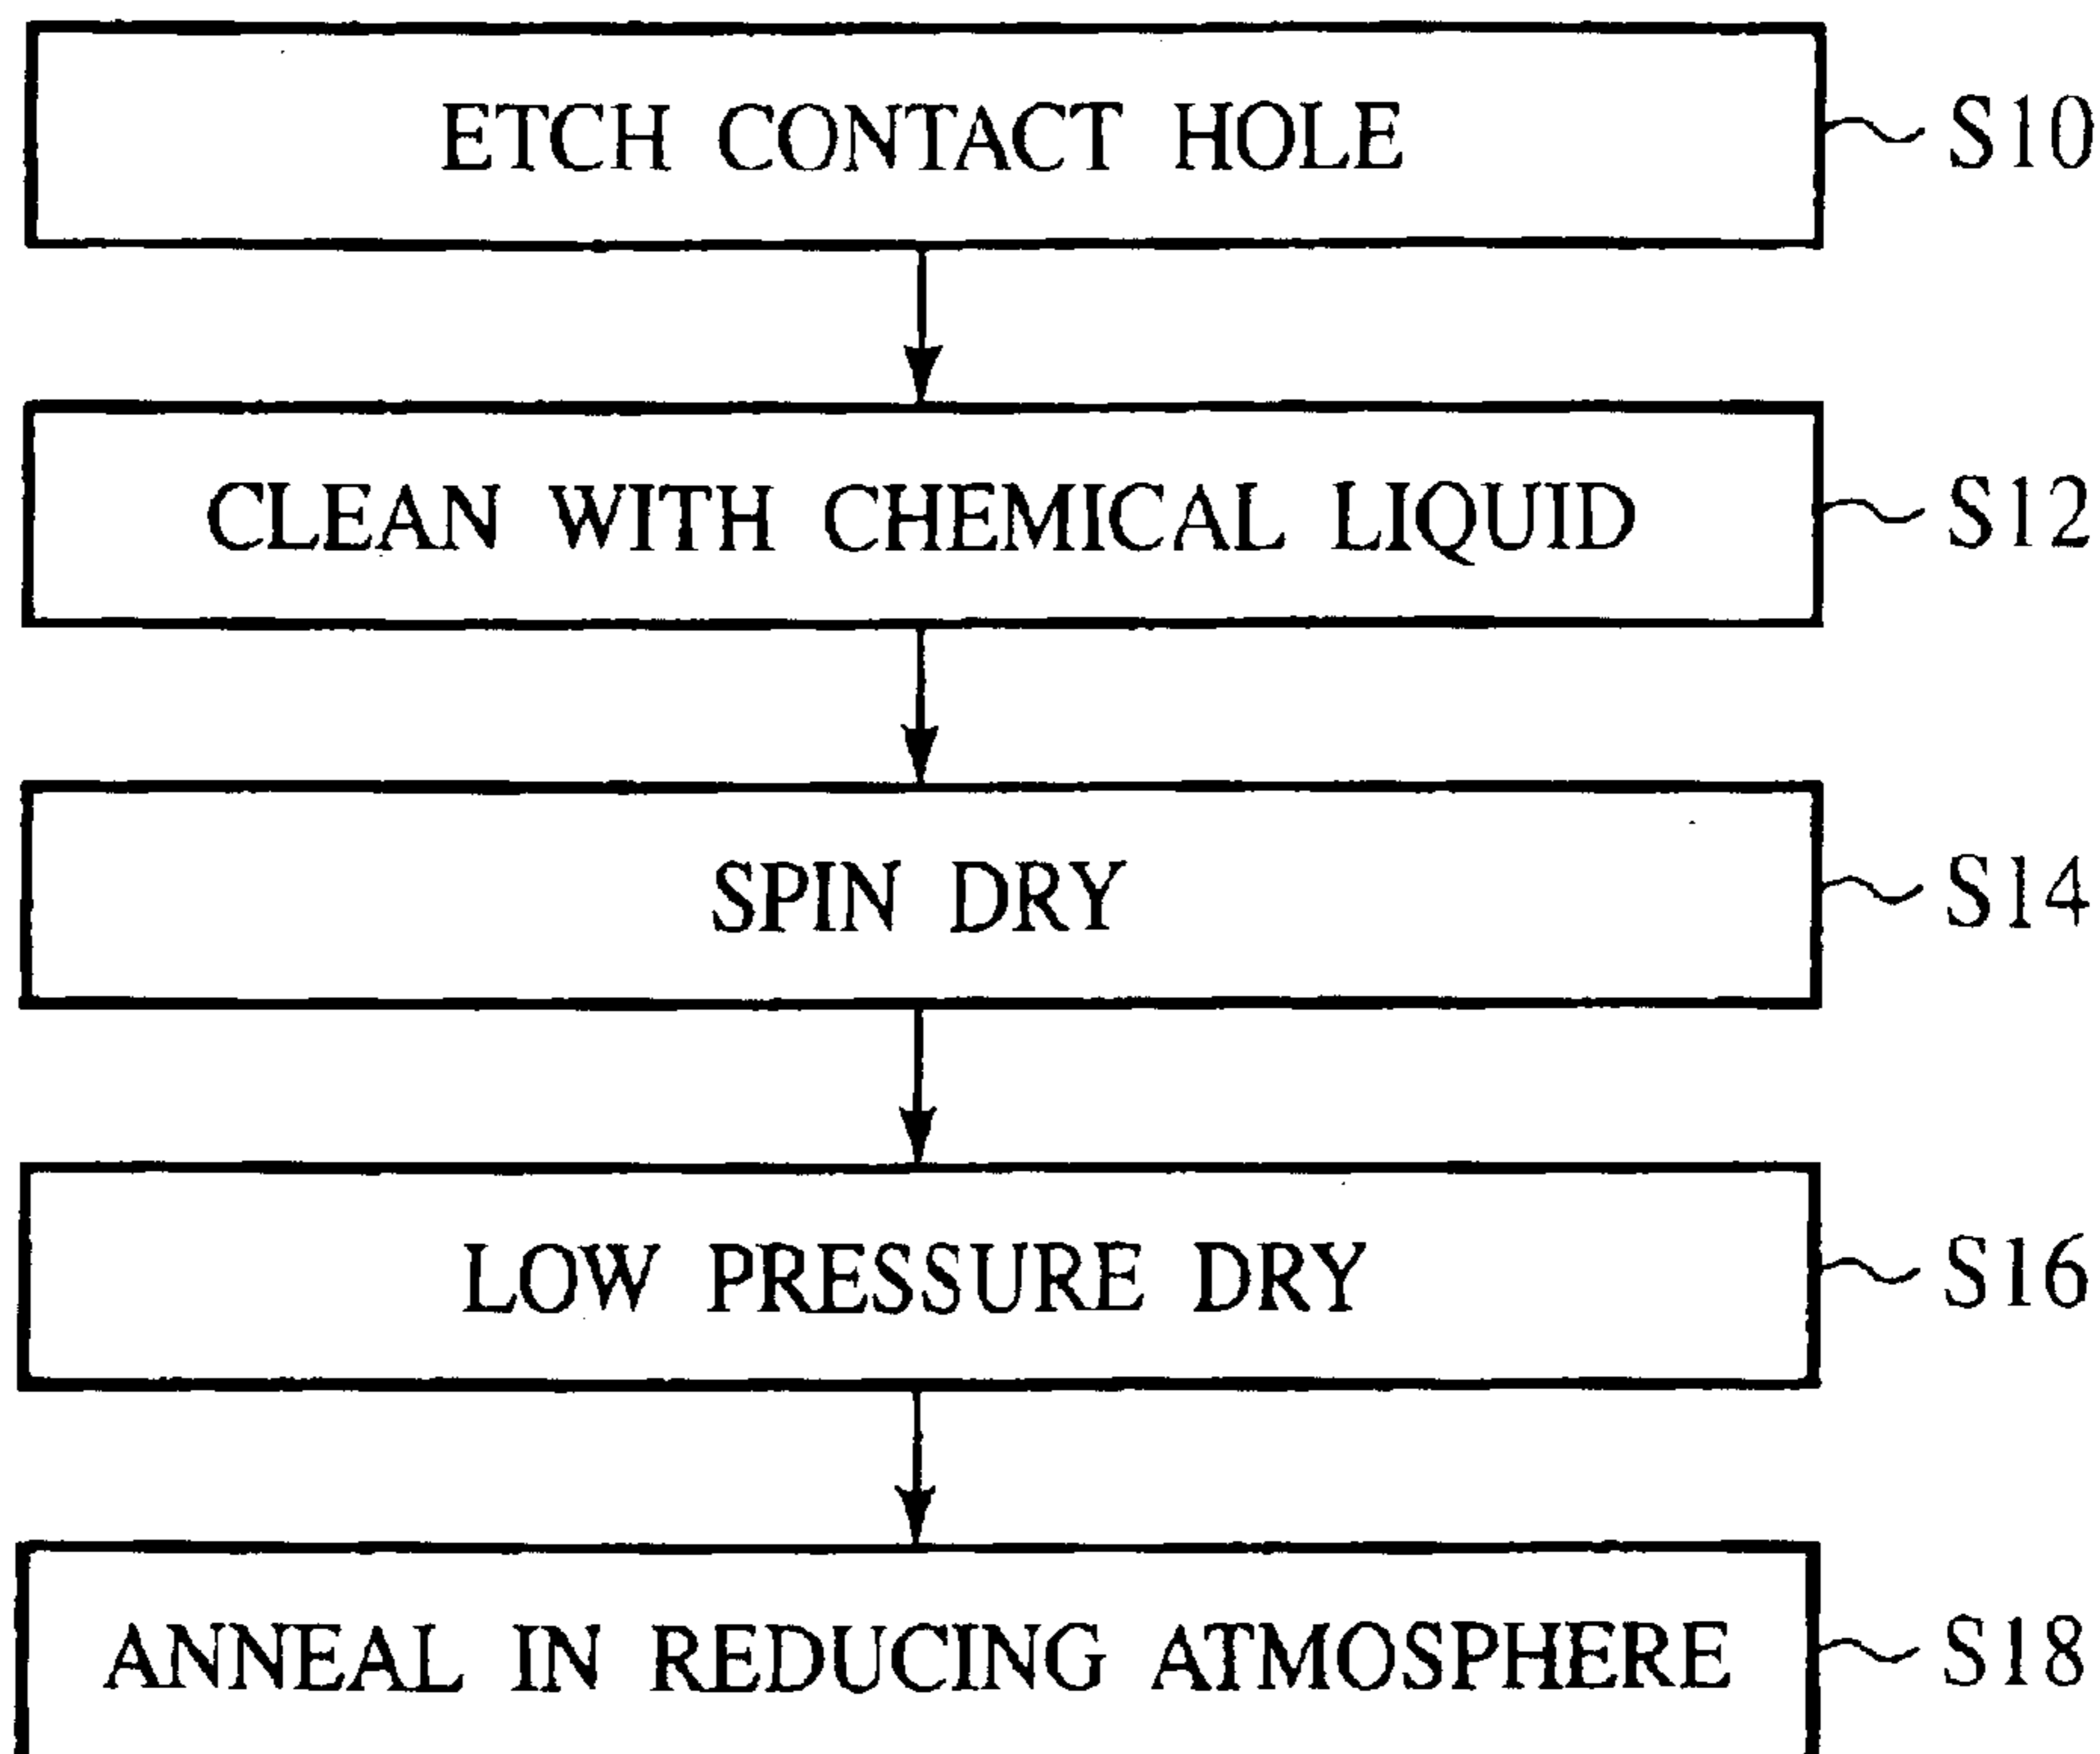 ETCH CONTACT HOLE S10
CLEAN WITH CHEMICAL LIQUID S12
SPIN DRY S14
LOW PRESSURE DRY S16
ANNEAL IN REDUCING ATMOSPHERE S18